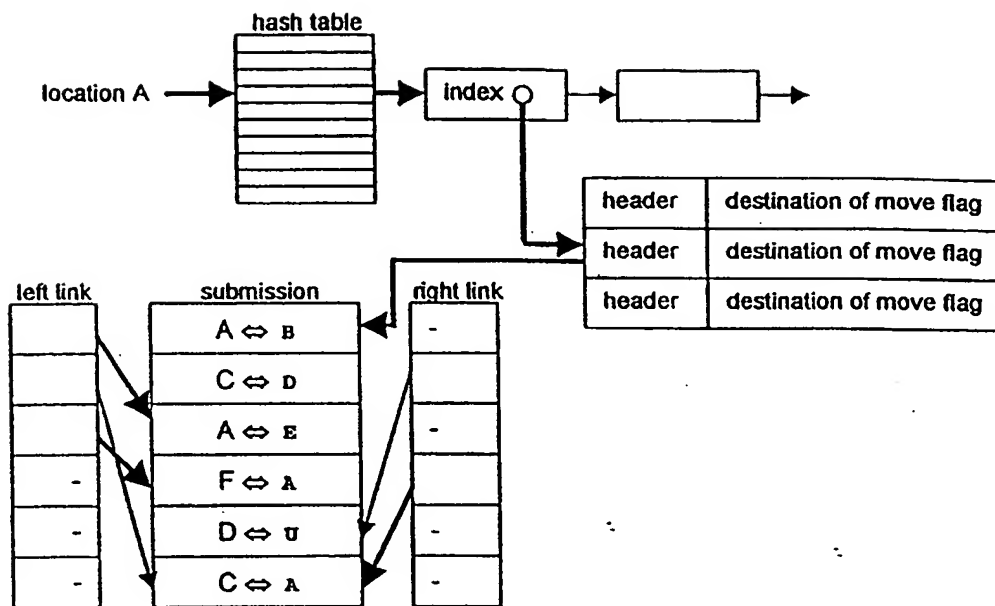 hash table
location A
index
header destination of move flag
header destination of move flag
header destination of move flag
left link submission right link
A ⇔ B -
C ⇔ D
A ⇔ E -
- F ⇔ A
- D ⇔ U -
- C ⇔ A -